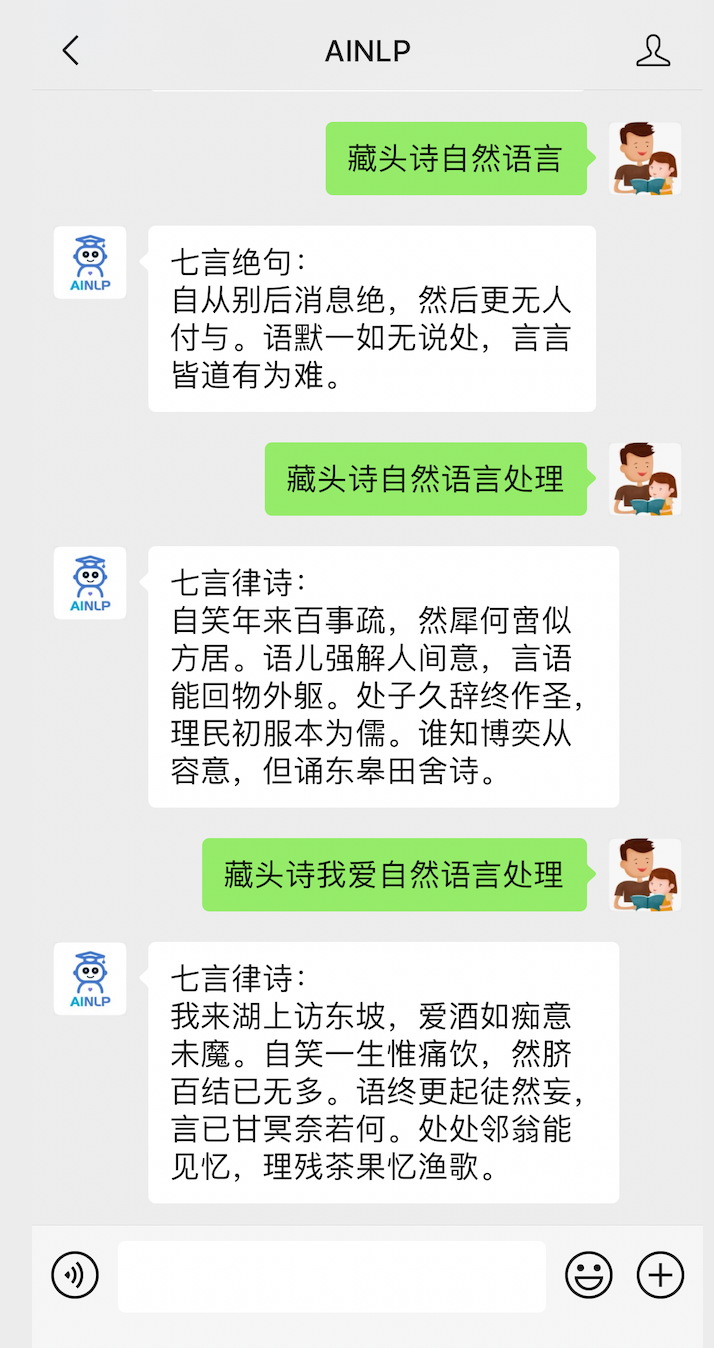 AINLP
藏头诗自然语言
AINLP
七言绝句：
自从别后消息绝，然后更无人
付与。语默一如无说处，言言
皆道有为难。
藏头诗自然语言处理
AINLP
七言律诗：
自笑年来百事疏，然犀何啻似
方居。语儿强解人间意，言语
能回物外躯。处子久辞终作圣，
理民初服本为儒。谁知博奕从
容意，但诵东皋田舍诗。
藏头诗我爱自然语言处理
AINLP
七言律诗：
我来湖上访东坡，爱酒如痴意
未魔。自笑一生惟痛饮，然脐
百结已无多。语终更起徒然妄，
言已甘冥奈若何。处处邻翁能
见忆，理残茶果忆渔歌。